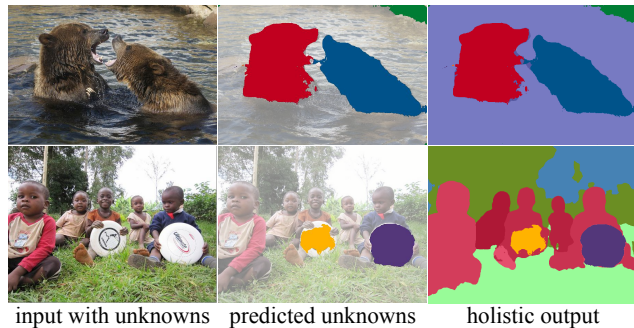 input with unknowns
predicted unknowns
holistic output